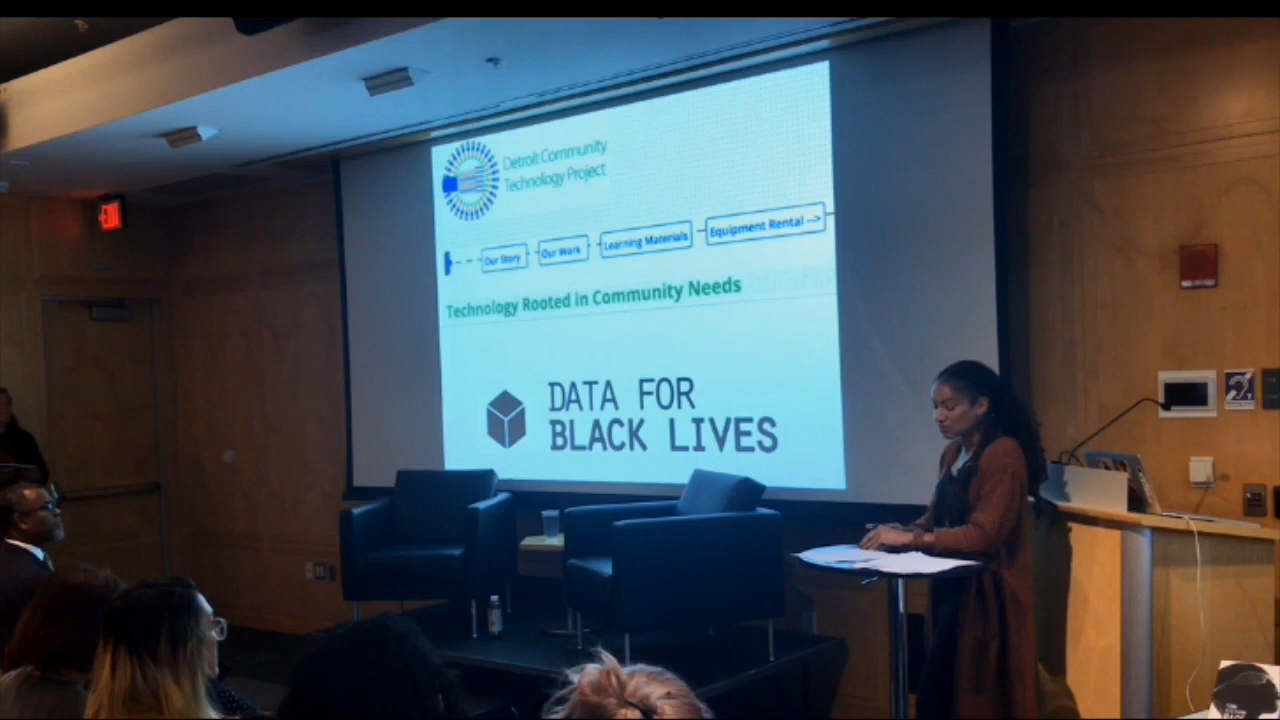 Detroit Community
Technology Project
Our Story
Our Work
Learning Materials
Equipment Rental -->
Technology Rooted in Community Needs
DATA FOR
BLACK LIVES
EXIT